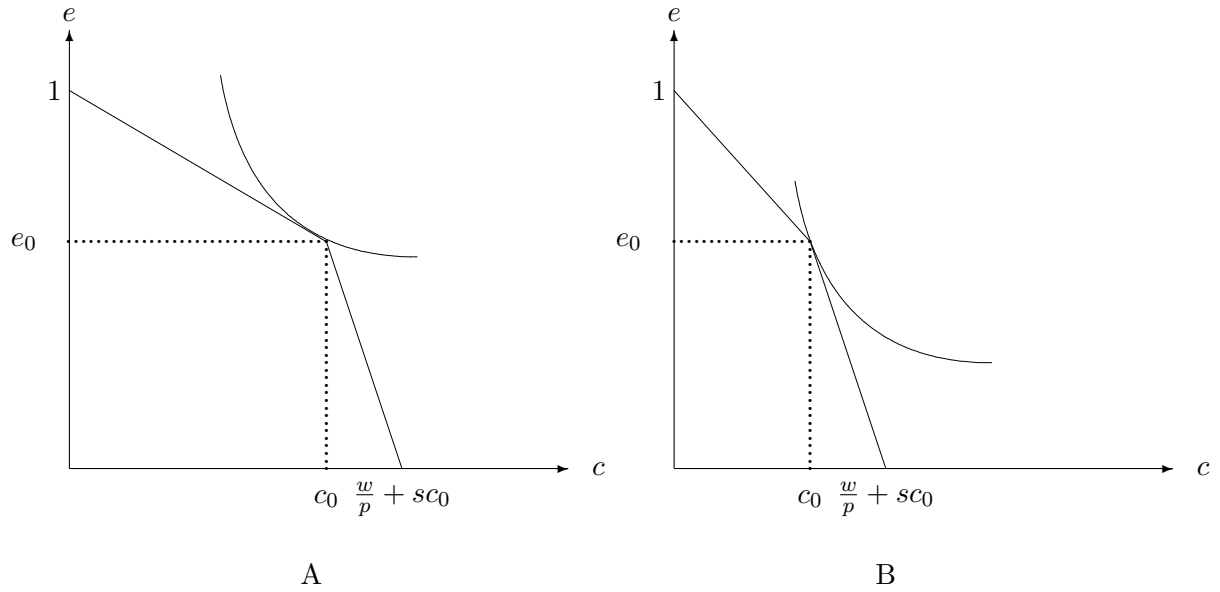 e e
1 1
e₀ e₀
c c
c₀ w/p + sc₀ c₀ w/p + sc₀
A B